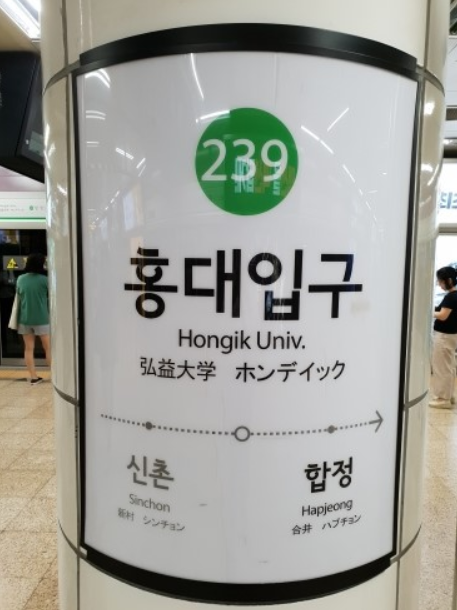 239
홍대입구
Hongik Univ.
弘益大学 ホンデイック
신촌
Sinchon
新村 シンチョン
합정
Hapjeong
合井 ハプチョン